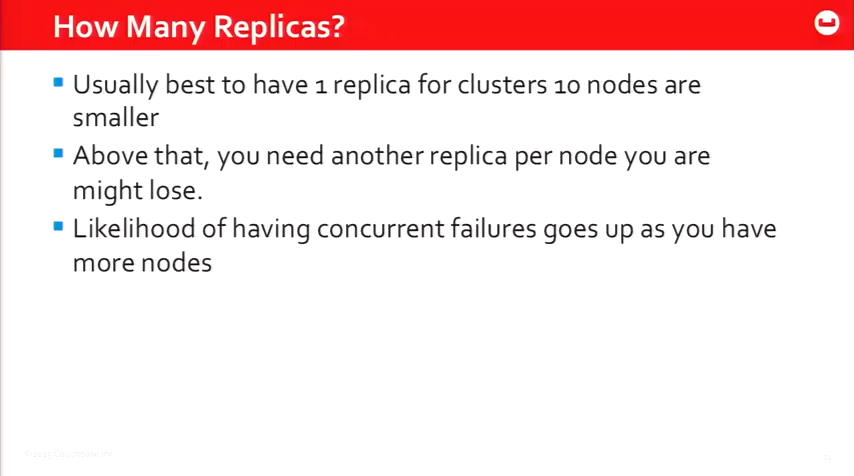 How Many Replicas?
Usually best to have 1 replica for clusters 10 nodes are
smaller
Above that, you need another replica per node you are
might lose.
Likelihood of having concurrent failures goes up as you have
more nodes